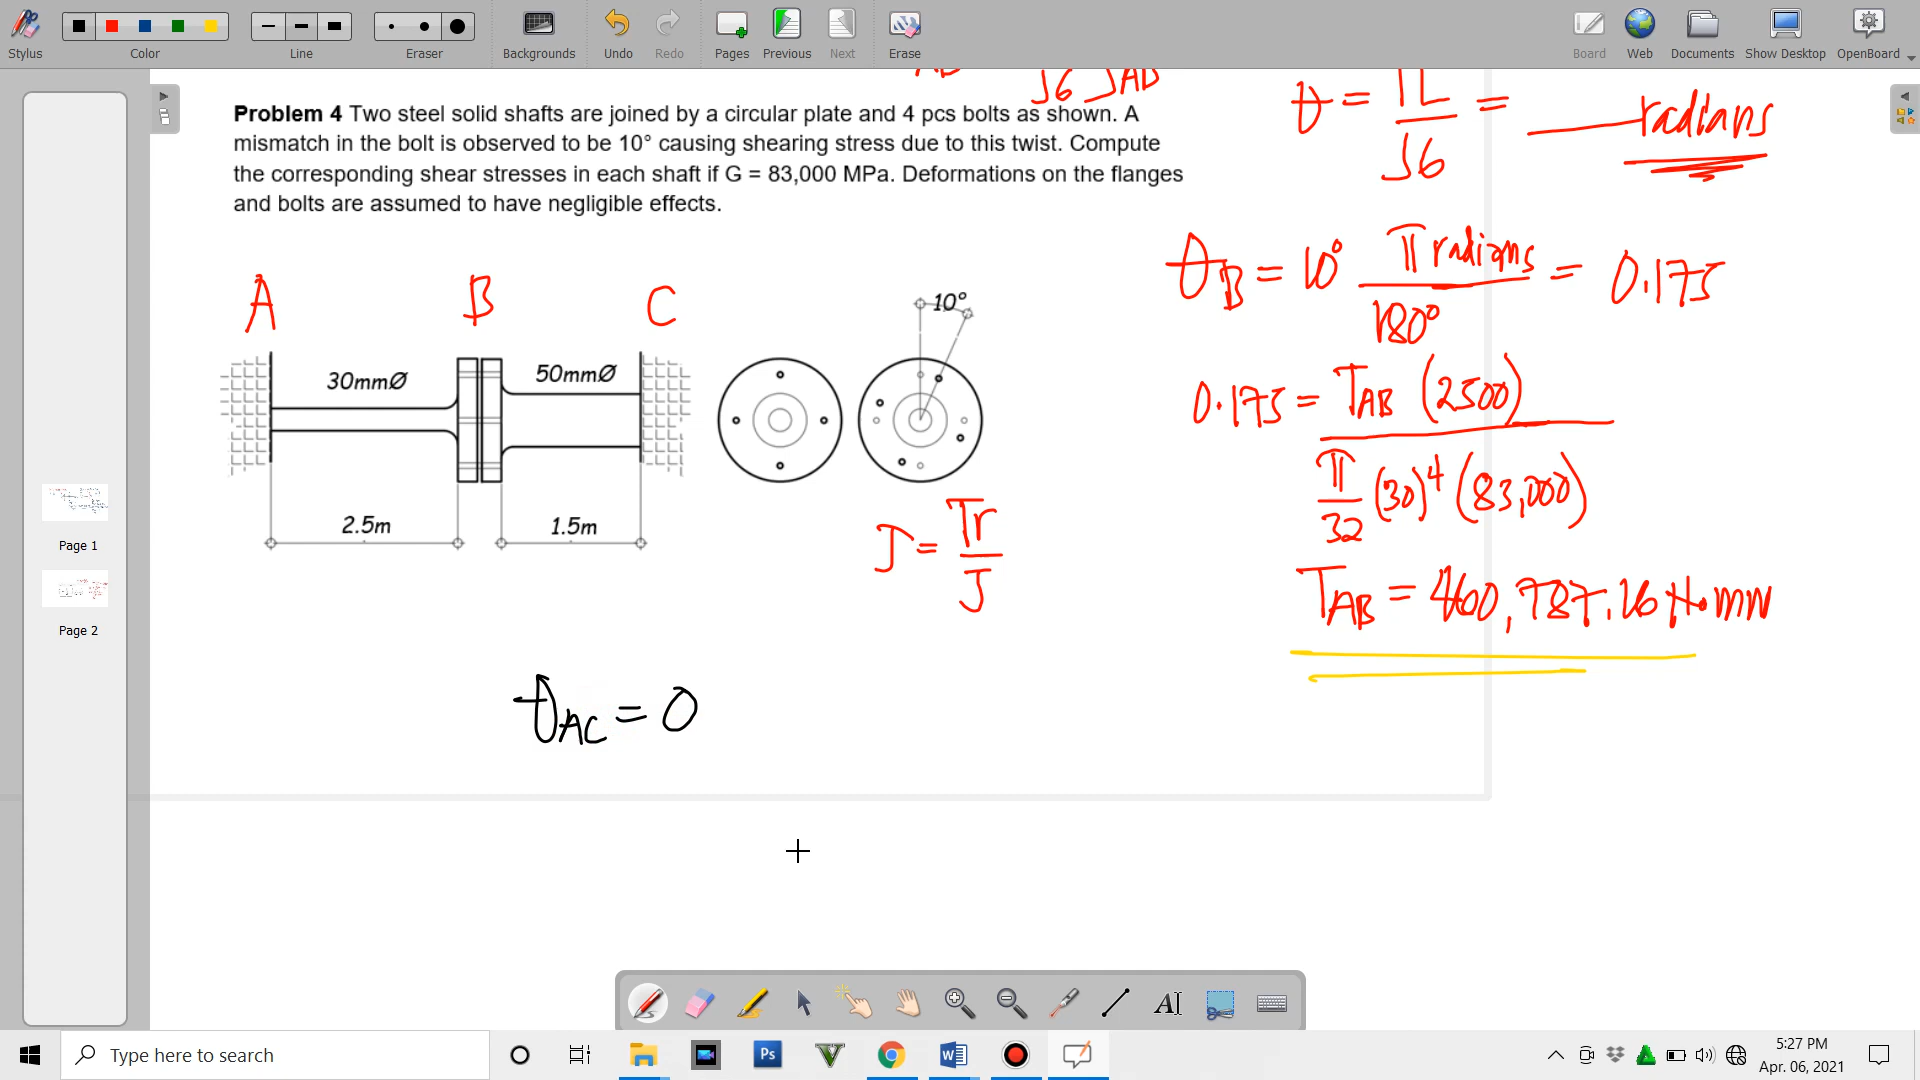 Stylus
Color
Line
Eraser
Backgrounds
Undo
Redo
Pages
Previous
Next
Erase
Board
Web
Documents
Show Desktop
OpenBoard
Page 1
Page 2
JG JAB
Problem 4 Two steel solid shafts are joined by a circular plate and 4 pcs bolts as shown. A
mismatch in the bolt is observed to be 10° causing shearing stress due to this twist. Compute
the corresponding shear stresses in each shaft if G = 83,000 MPa. Deformations on the flanges
and bolts are assumed to have negligible effects.
A
B
C
30mmØ
50mmØ
10°
2.5m
1.5m
τ = Tr
J
θAC = 0
θ = TL = ____ radians
JG
θB = 10° π radians = 0.175
180°
0.175 = TAB (2500)
π (30)^4 (83,000)
32
TAB = 460,787.16 N·mm
AI
Type here to search
Ps
5:27 PM
Apr. 06, 2021